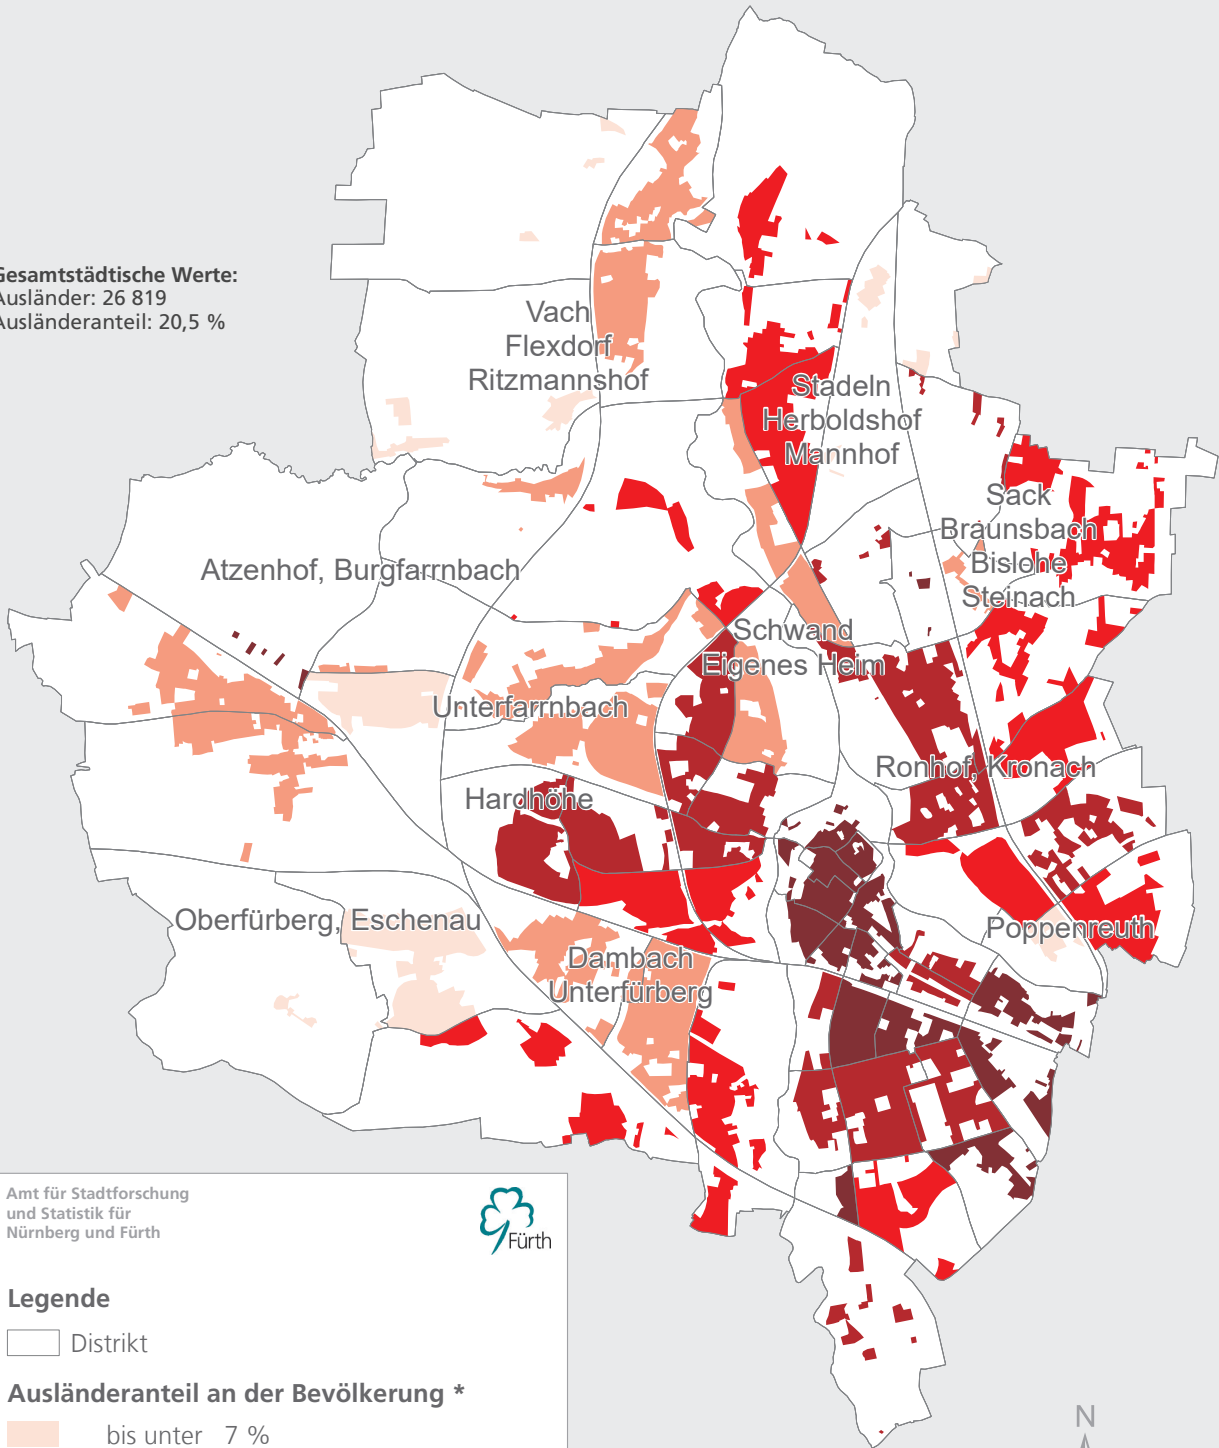 Gesamtstädtische Werte:
Ausländer: 26 819
Ausländeranteil: 20,5 %
Vach
Flexdorf
Ritzmannshof
Stadeln
Herboldshof
Mannhof
Sack
Braunsbach
Bislohe
Steinach
Atzenhof, Burgfarrnbach
Schwand
Eigenes Heim
Unterfarrnbach
Ronhof, Kronach
Hardhöhe
Oberfürberg, Eschenau
Poppenreuth
Dambach
Unterfürberg
Amt für Stadtforschung
und Statistik für
Nürnberg und Fürth
Fürth
Legende
Distrikt
Ausländeranteil an der Bevölkerung *
bis unter 7 %
N